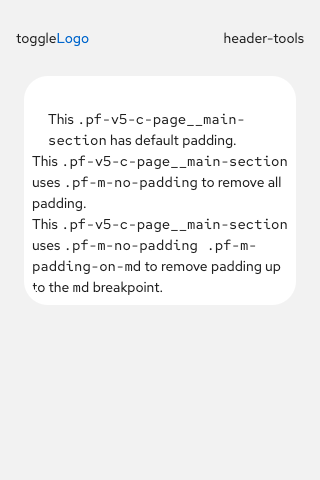 toggleLogo header-tools
This .pf-v5-c-page__main-
section has default padding.
This .pf-v5-c-page__main-section
uses .pf-m-no-padding to remove all
padding.
This .pf-v5-c-page__main-section
uses .pf-m-no-padding .pf-m-
padding-on-md to remove padding up
to the md breakpoint.